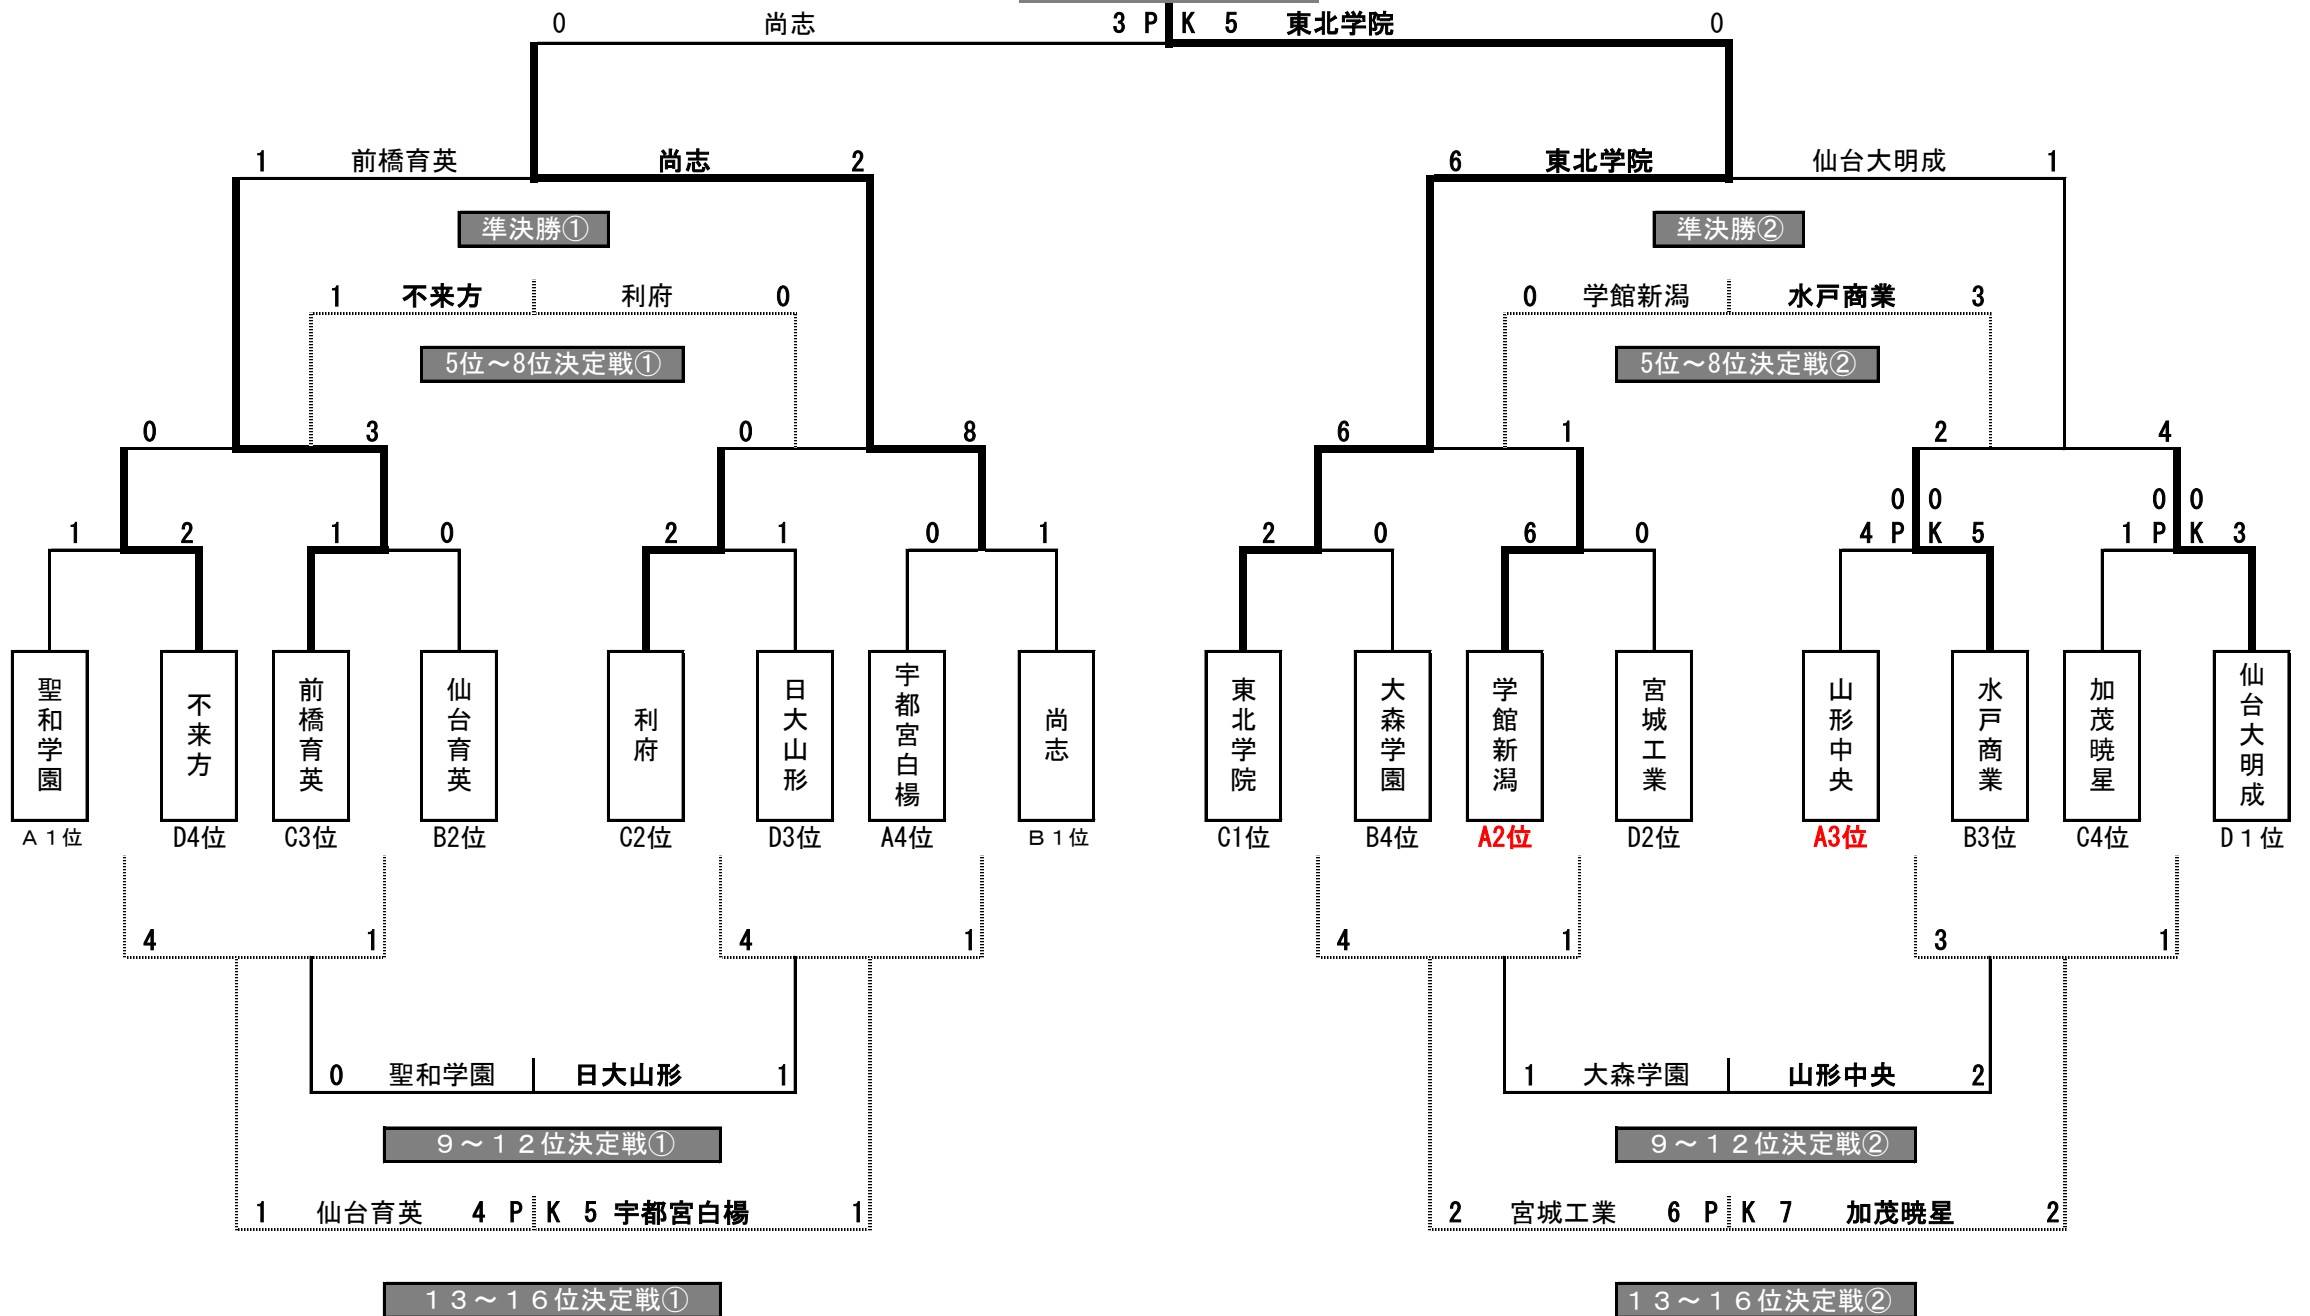 0 尚志 3 P K 5 東北学院 0
1 前橋育英 尚志 2 6 東北学院 仙台大明成 1
準決勝① 準決勝②
1 不来方 利府 0 0 学館新潟 水戸商業 3
5位～8位決定戦① 5位～8位決定戦②
0 3 0 8 6 1 2 4
0 0 0 0
1 2 1 0 2 1 0 1 2 0 6 0 4 P K 5 1 P K 3
聖和学園
不来方
前橋育英
仙台育英
利府
日大山形
宇都宮白楊
尚志
東北学院
大森学園
学館新潟
宮城工業
山形中央
水戸商業
加茂暁星
仙台大明成
A1位 D4位 C3位 B2位 C2位 D3位 A4位 B1位 C1位 B4位 A2位 D2位 A3位 B3位 C4位 D1位
4 1 4 1 4 1 3 1
0 聖和学園 日大山形 1 1 大森学園 山形中央 2
９～１２位決定戦① ９～１２位決定戦②
1 仙台育英 4 P K 5 宇都宮白楊 1 2 宮城工業 6 P K 7 加茂暁星 2
１３～１６位決定戦① １３～１６位決定戦②